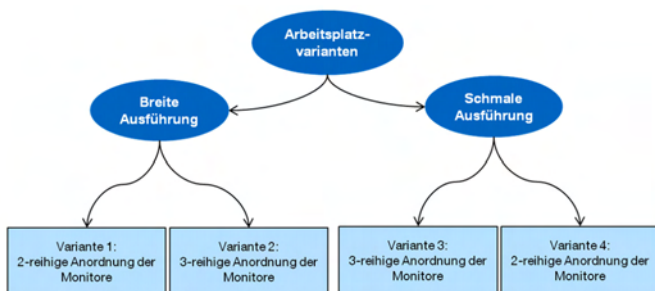 Arbeitsplatz-
varianten
Breite
Ausführung
Schmale
Ausführung
Variante 1:
2-reihige Anordnung der
Monitore
Variante 2:
3-reihige Anordnung der
Monitore
Variante 3:
3-reihige Anordnung der
Monitore
Variante 4:
2-reihige Anordnung der
Monitore